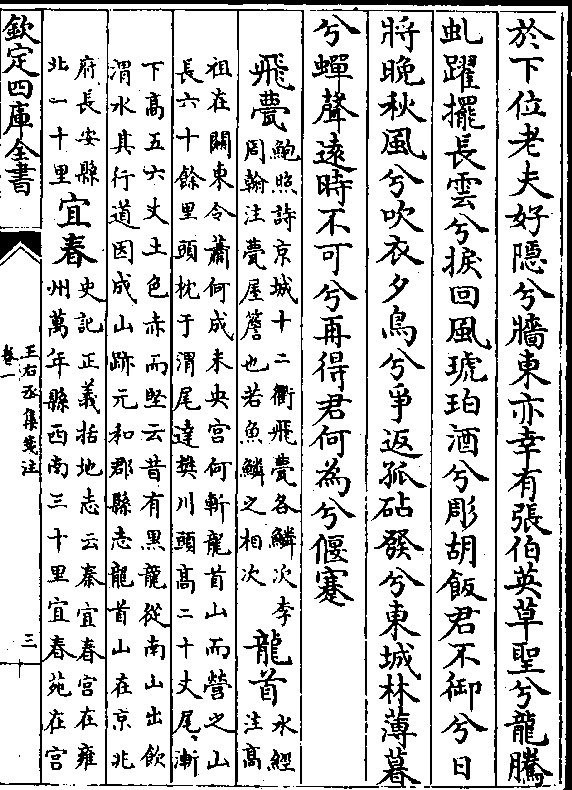 於下位老夫好隱兮牆東亦幸有張伯英草聖兮龍騰
虬躍擺長雲兮捩回風琥珀酒兮彫胡飯君不御兮日
將晚秋風兮吹衣夕鳥兮爭返孤砧發兮東城林薄暮
兮蟬聲遠時不可兮再得君何為兮偃蹇
飛甍
鮑照詩京城十二衢飛甍各鱗次李
周翰注甍屋簷也若魚鱗之相次
龍首
水經
注高
祖在關東令蕭何成未央宮何斬龍首山而營之山
長六十餘里頭枕于渭尾達樊川頭高二十丈尾漸
下高五六丈土色赤而堅云昔有黑龍從南山出飲
渭水其行道因成山跡元和郡縣志龍首山在京兆
府長安縣
北一十里
宜春
史記正義括地志云秦宜春宮在雍
州萬年縣西南三十里宜春苑在宮
欽定四庫全書
王右丞集箋注
卷一
三